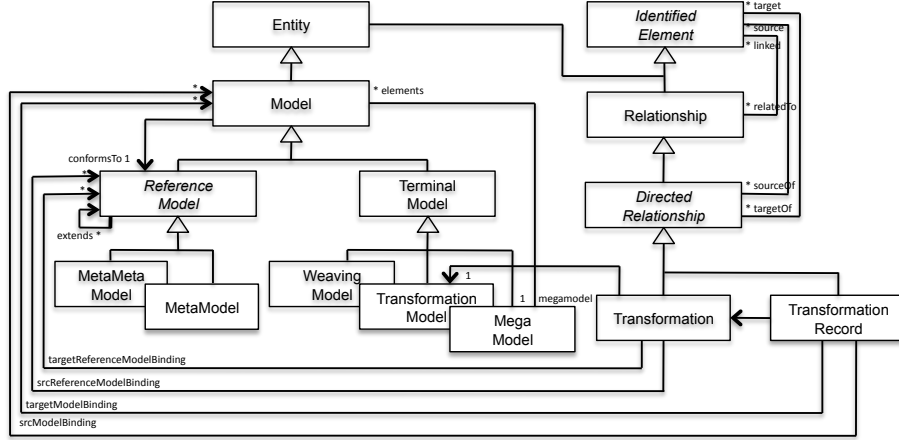 Entity
Identified
Element
* target
* source
* linked
*
*
Model
* elements
Relationship
* relatedTo
conformsTo 1
*
*
Reference
Model
Terminal
Model
Directed
Relationship
* sourceOf
* targetOf
extends *
MetaMeta
Model
MetaModel
Weaving
Model
1
Transformation
Model
1
megamodel
Mega
Model
Transformation
Transformation
Record
targetReferenceModelBinding
srcReferenceModelBinding
targetModelBinding
srcModelBinding